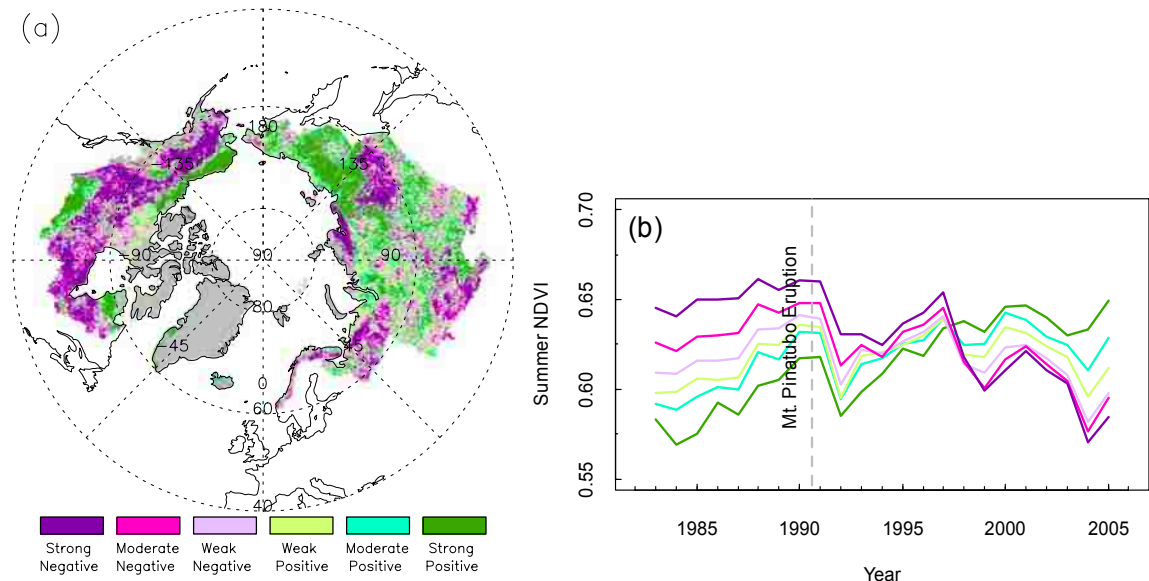 (a)
180
-135
135
-90
90
90
80
-45
45
0
60
40
Strong Negative
Moderate Negative
Weak Negative
Weak Positive
Moderate Positive
Strong Positive
(b)
Mt. Pinatubo Eruption
Summer NDVI
0.70
0.65
0.60
0.55
1985 1990 1995 2000 2005
Year